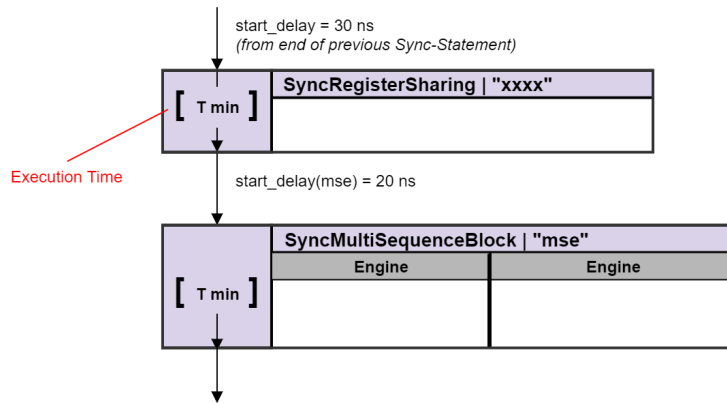 start_delay = 30 ns
(from end of previous Sync-Statement)
SyncRegisterSharing | "xxxx"
[ T min ]
Execution Time
start_delay(mse) = 20 ns
SyncMultiSequenceBlock | "mse"
Engine Engine
[ T min ]